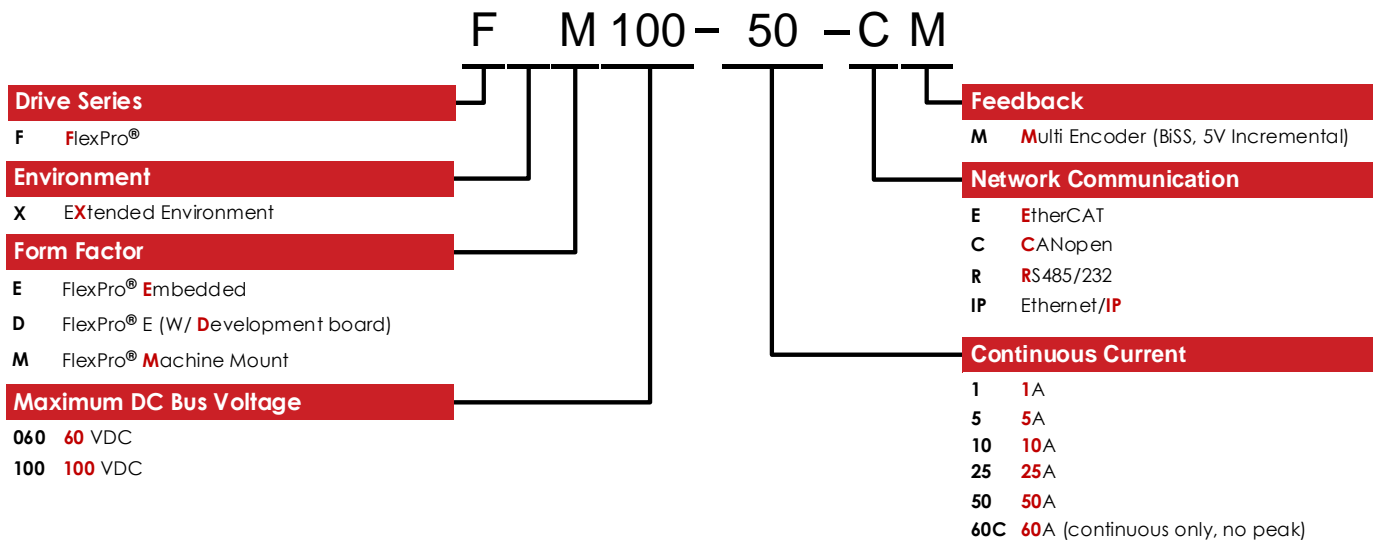 F M 100 – 50 – C M
Drive Series
F FlexPro®
Environment
X EXtended Environment
Form Factor
E FlexPro® Embedded
D FlexPro® E (W/ Development board)
M FlexPro® Machine Mount
Maximum DC Bus Voltage
060 60 VDC
100 100 VDC
Feedback
M Multi Encoder (BiSS, 5V Incremental)
Network Communication
E EtherCAT
C CANopen
R RS485/232
IP Ethernet/IP
Continuous Current
1 1A
5 5A
10 10A
25 25A
50 50A
60C 60A (continuous only, no peak)